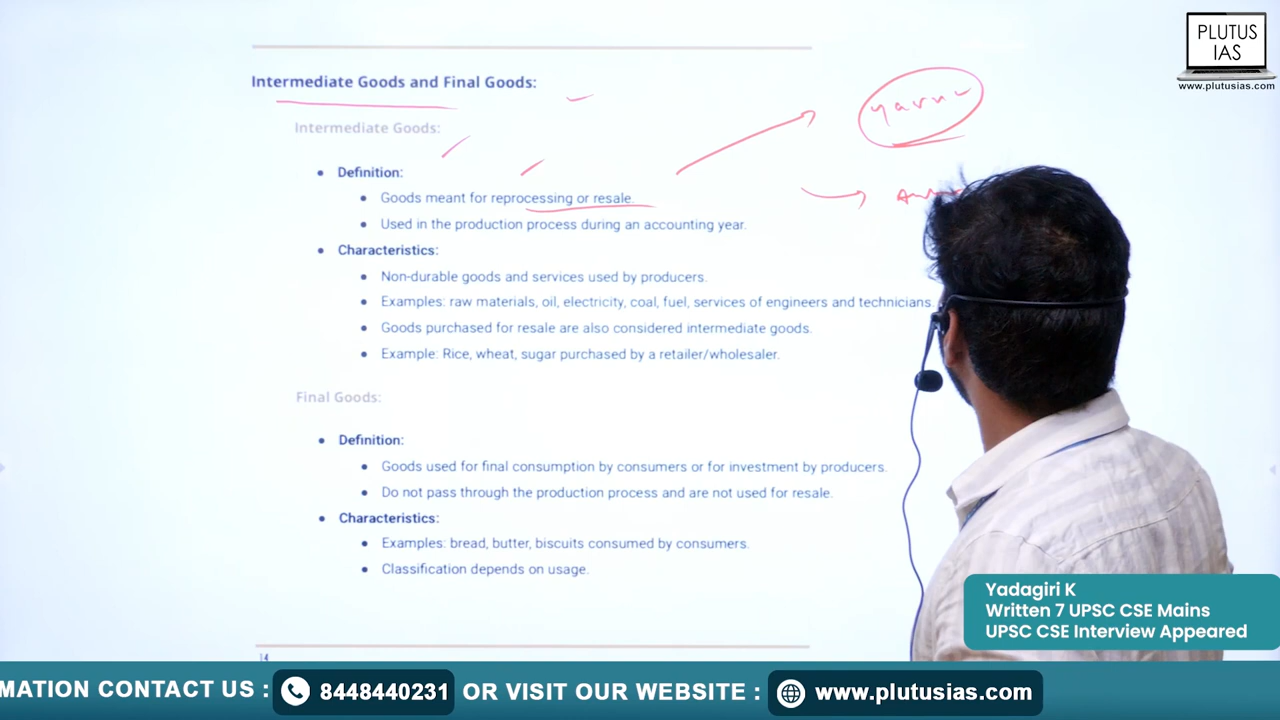 PLUTUS
IAS
www.plutusias.com
Intermediate Goods and Final Goods:
Intermediate Goods:
• Definition:
• Goods meant for reprocessing or resale.
• Used in the production process during an accounting year.
• Characteristics:
• Non-durable goods and services used by producers.
• Examples: raw materials, oil, electricity, coal, fuel, services of engineers and technicians.
• Goods purchased for resale are also considered intermediate goods.
• Example: Rice, wheat, sugar purchased by a retailer/wholesaler.
Final Goods:
• Definition:
• Goods used for final consumption by consumers or for investment by producers.
• Do not pass through the production process and are not used for resale.
• Characteristics:
• Examples: bread, butter, biscuits consumed by consumers.
• Classification depends on usage.
14
Yadagiri K
Written 7 UPSC CSE Mains
UPSC CSE Interview Appeared
MATION CONTACT US : 8448440231 OR VISIT OUR WEBSITE : www.plutusias.com